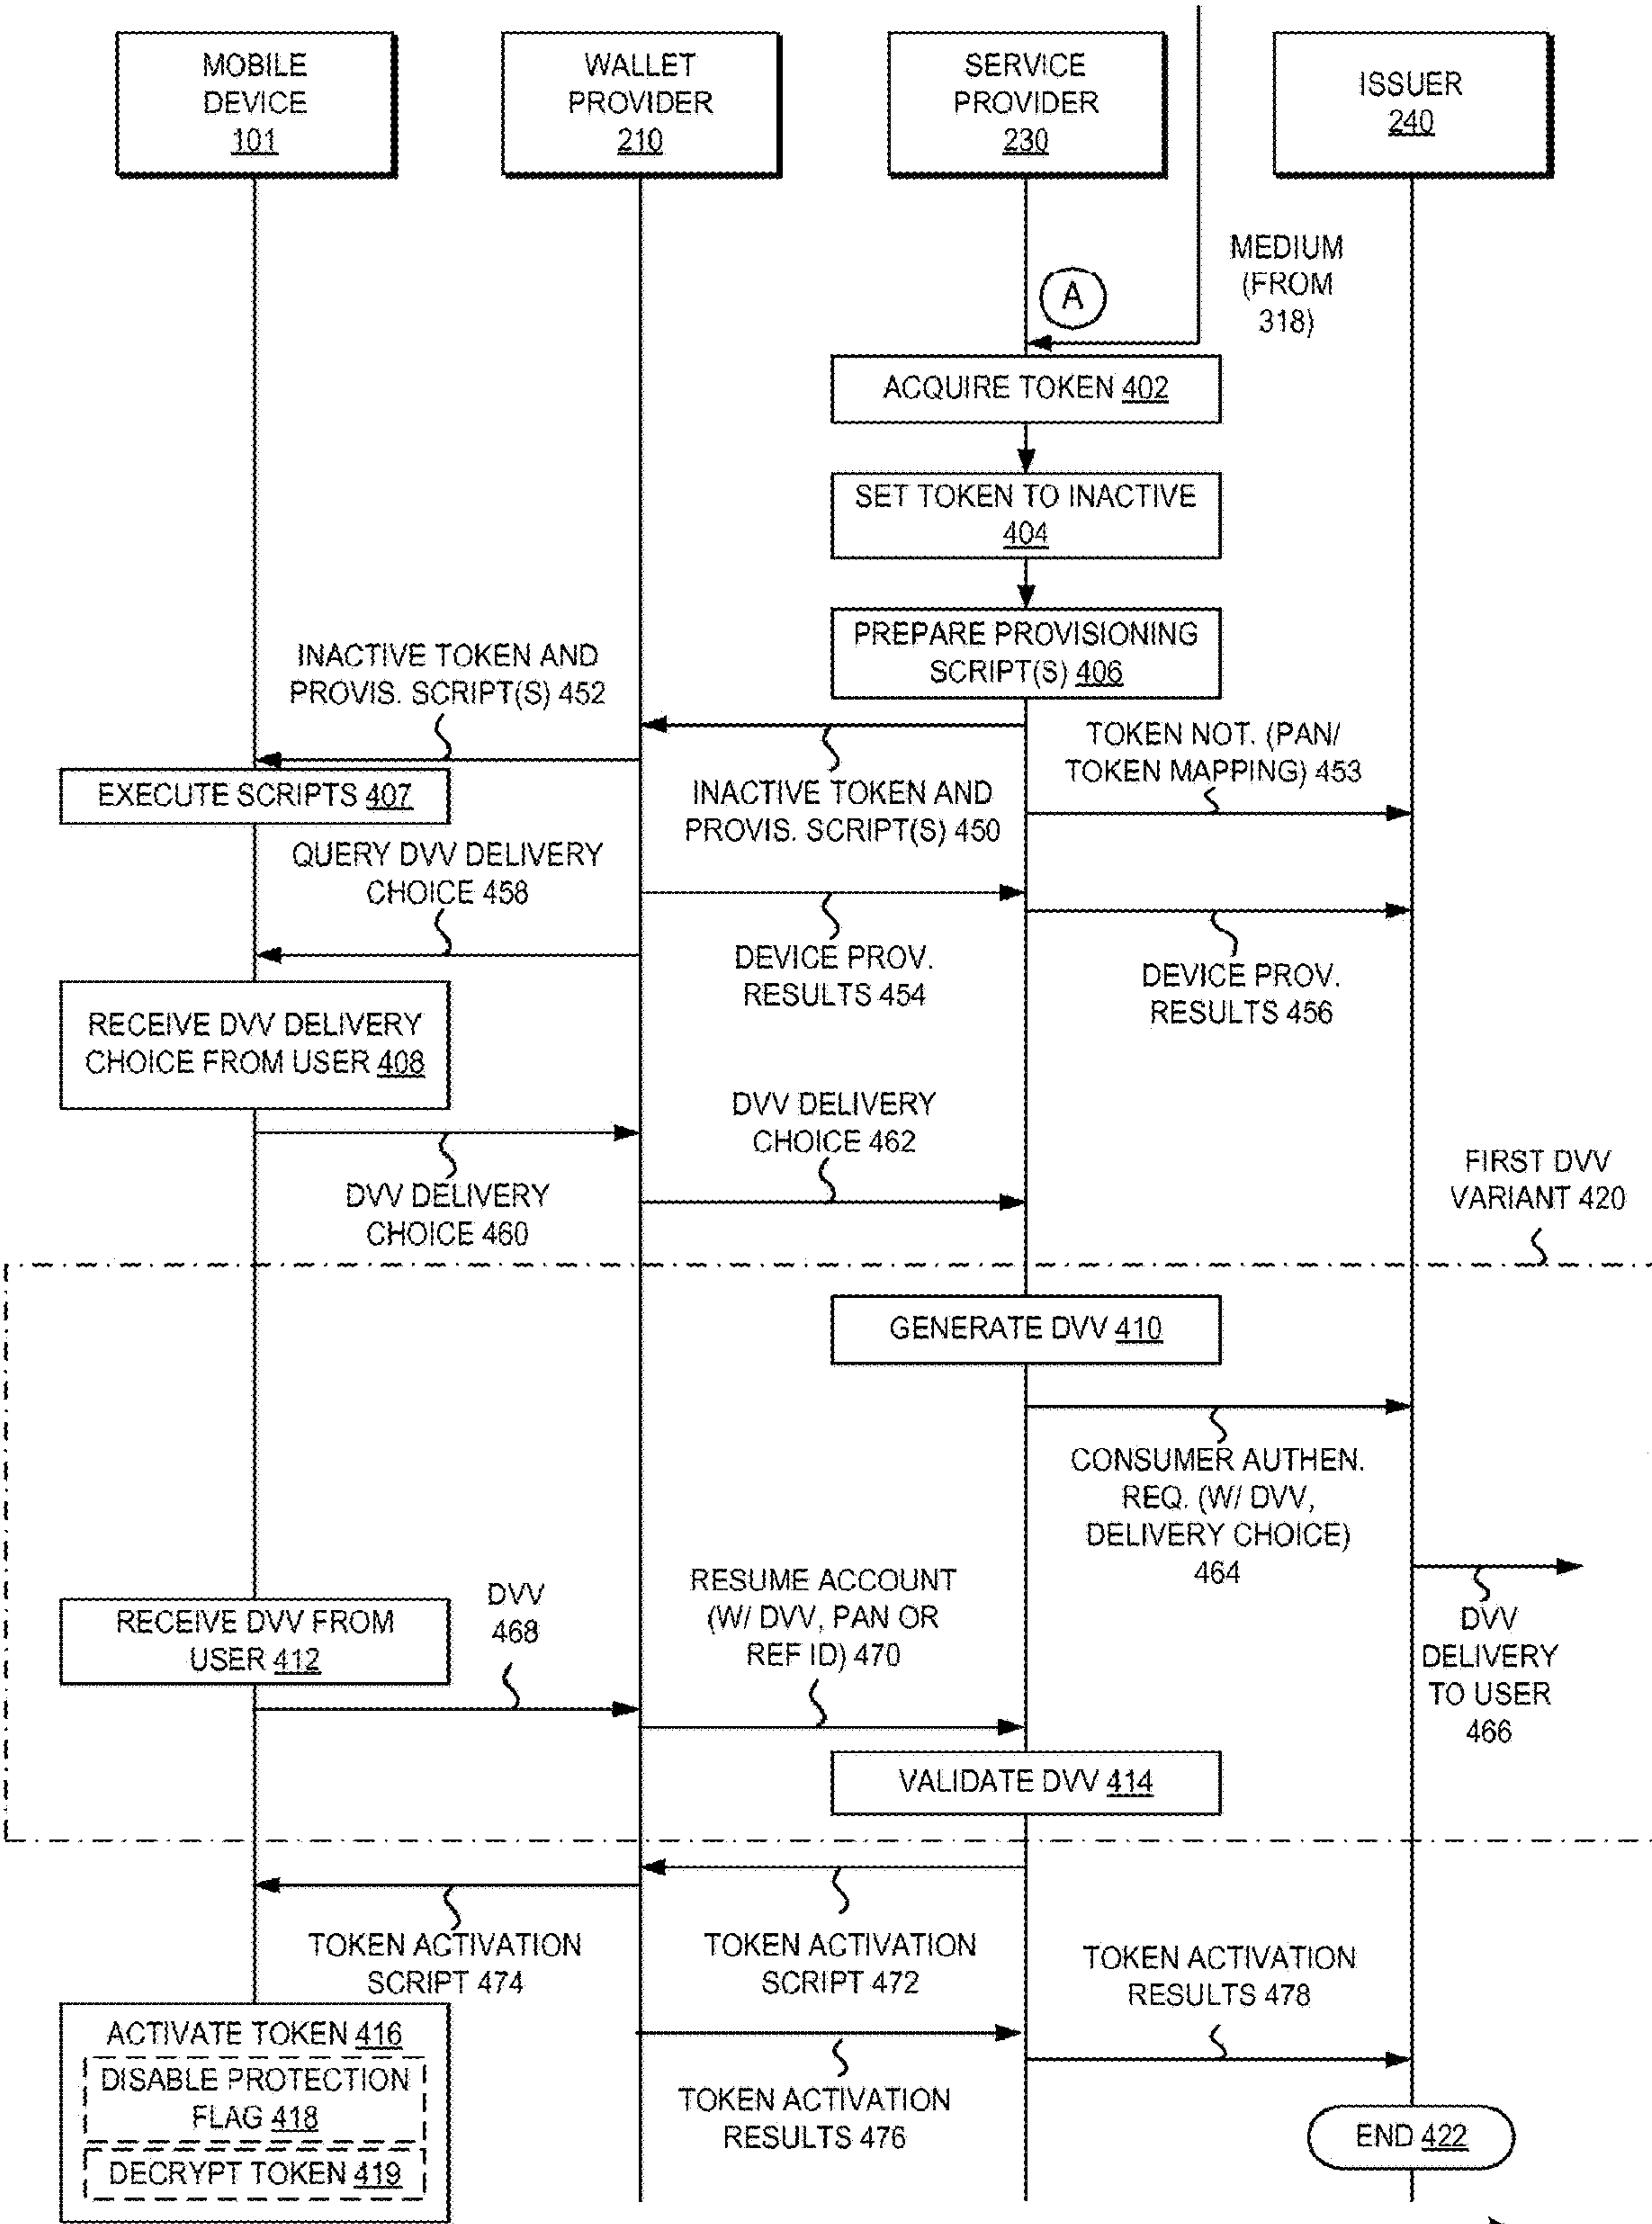 MOBILE
DEVICE
101
WALLET
PROVIDER
210
SERVICE
PROVIDER
230
ISSUER
240
MEDIUM
(FROM
318)
A
ACQUIRE TOKEN 402
SET TOKEN TO INACTIVE
404
PREPARE PROVISIONING
SCRIPT(S) 406
INACTIVE TOKEN AND
PROVIS. SCRIPT(S) 452
TOKEN NOT. (PAN/
TOKEN MAPPING) 453
EXECUTE SCRIPTS 407
INACTIVE TOKEN AND
PROVIS. SCRIPT(S) 450
QUERY DVV DELIVERY
CHOICE 458
DEVICE PROV.
RESULTS 454
DEVICE PROV.
RESULTS 456
RECEIVE DVV DELIVERY
CHOICE FROM USER 408
DVV DELIVERY
CHOICE 462
DVV DELIVERY
CHOICE 460
FIRST DVV
VARIANT 420
GENERATE DVV 410
CONSUMER AUTHEN.
REQ. (W/ DVV,
DELIVERY CHOICE)
464
RECEIVE DVV FROM
USER 412
DVV
468
RESUME ACCOUNT
(W/ DVV, PAN OR
REF ID) 470
DVV
DELIVERY
TO USER
466
VALIDATE DVV 414
TOKEN ACTIVATION
SCRIPT 474
TOKEN ACTIVATION
SCRIPT 472
TOKEN ACTIVATION
RESULTS 478
ACTIVATE TOKEN 416
DISABLE PROTECTION
FLAG 418
DECRYPT TOKEN 419
TOKEN ACTIVATION
RESULTS 476
END 422